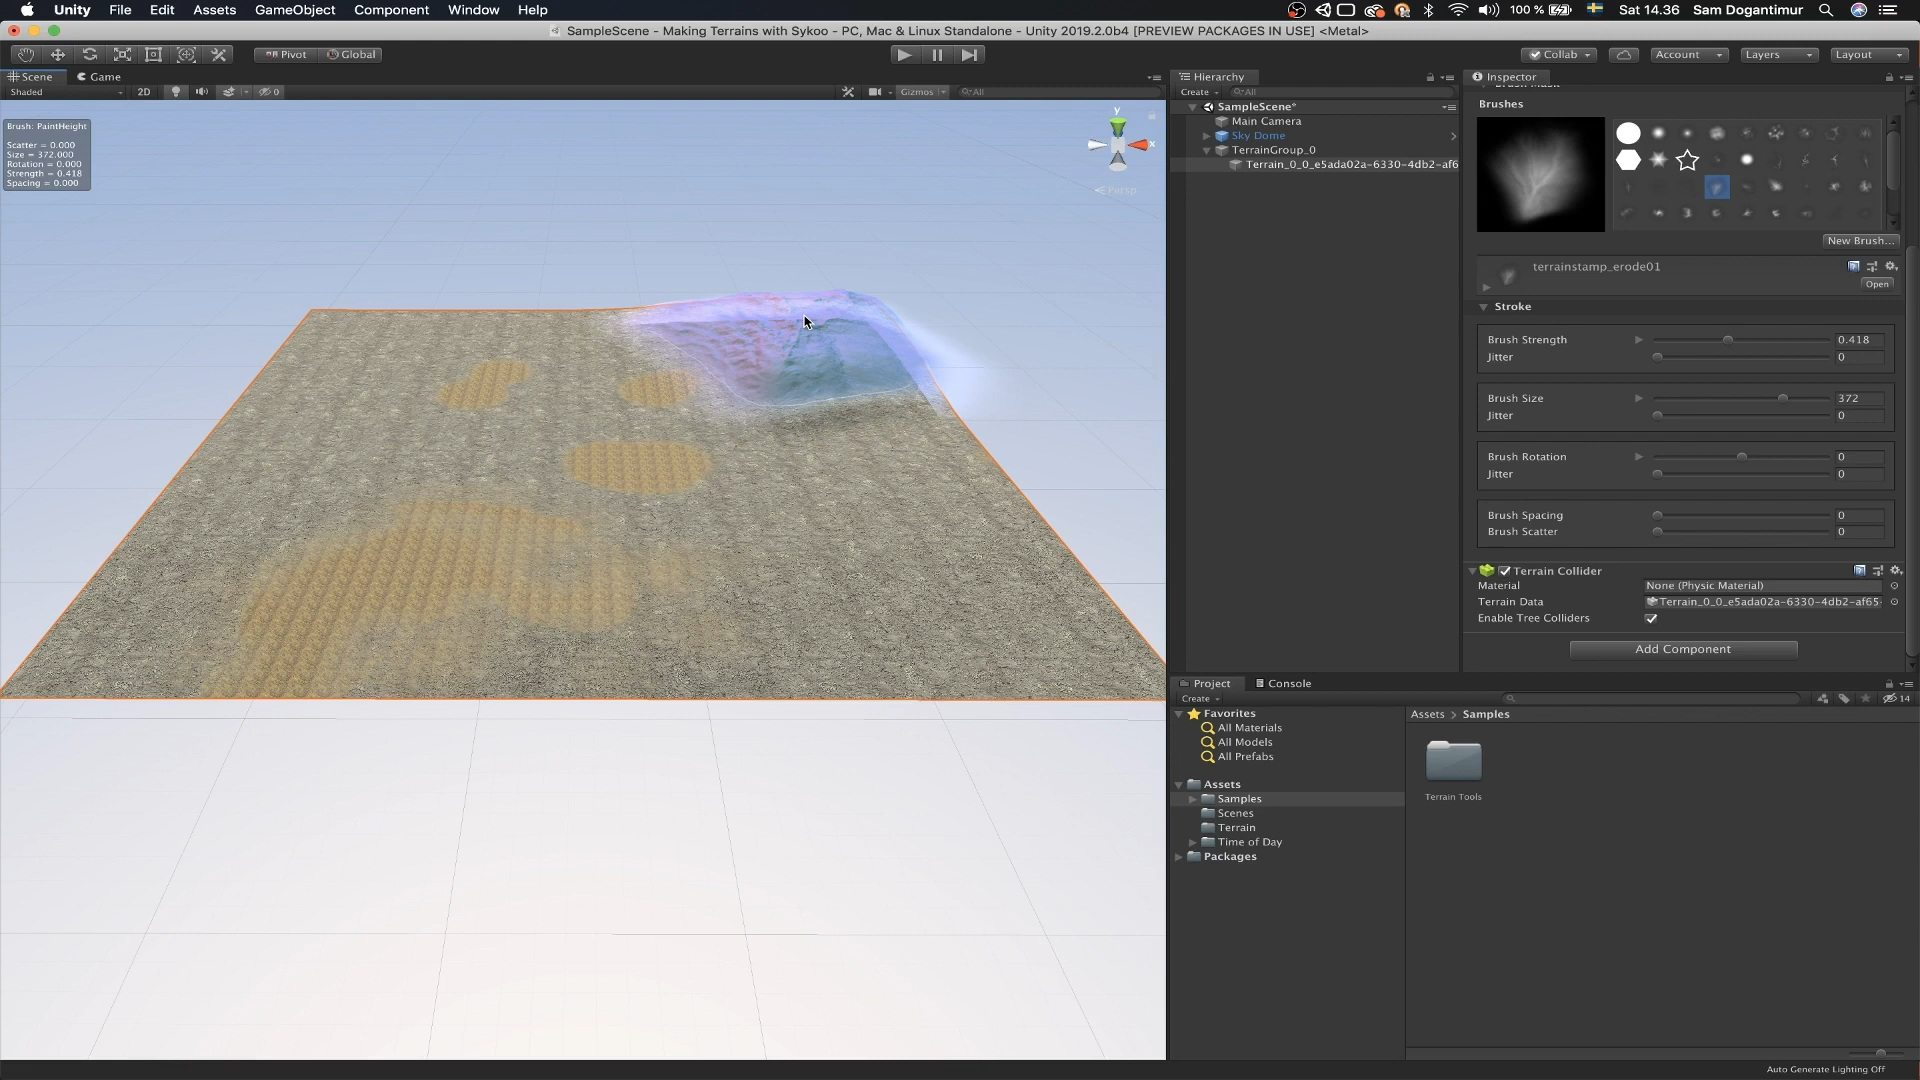 Unity File Edit Assets GameObject Component Window Help
100 % Sat 14.36 Sam Dogantimur
SampleScene - Making Terrains with Sykoo - PC, Mac & Linux Standalone - Unity 2019.2.0b4 [PREVIEW PACKAGES IN USE] <Metal>
Pivot Global
Collab Account Layers Layout
Scene Game
Shaded 2D 0 Gizmos All
Brush: PaintHeight
Scatter = 0.000
Size = 372.000
Rotation = 0.000
Strength = 0.418
Spacing = 0.000
y
x
Persp
Hierarchy
Create All
SampleScene*
Main Camera
Sky Dome
TerrainGroup_0
Terrain_0_0_e5ada02a-6330-4db2-af6
Inspector
Brush Mask
Brushes
New Brush...
terrainstamp_erode01
Open
Stroke
Brush Strength 0.418
Jitter 0
Brush Size 372
Jitter 0
Brush Rotation 0
Jitter 0
Brush Spacing 0
Brush Scatter 0
Terrain Collider
Material None (Physic Material)
Terrain Data Terrain_0_0_e5ada02a-6330-4db2-af65-
Enable Tree Colliders
Add Component
Project Console
Create 14
Favorites
All Materials
All Models
All Prefabs
Assets
Samples
Scenes
Terrain
Time of Day
Packages
Assets > Samples
Terrain Tools
Auto Generate Lighting Off